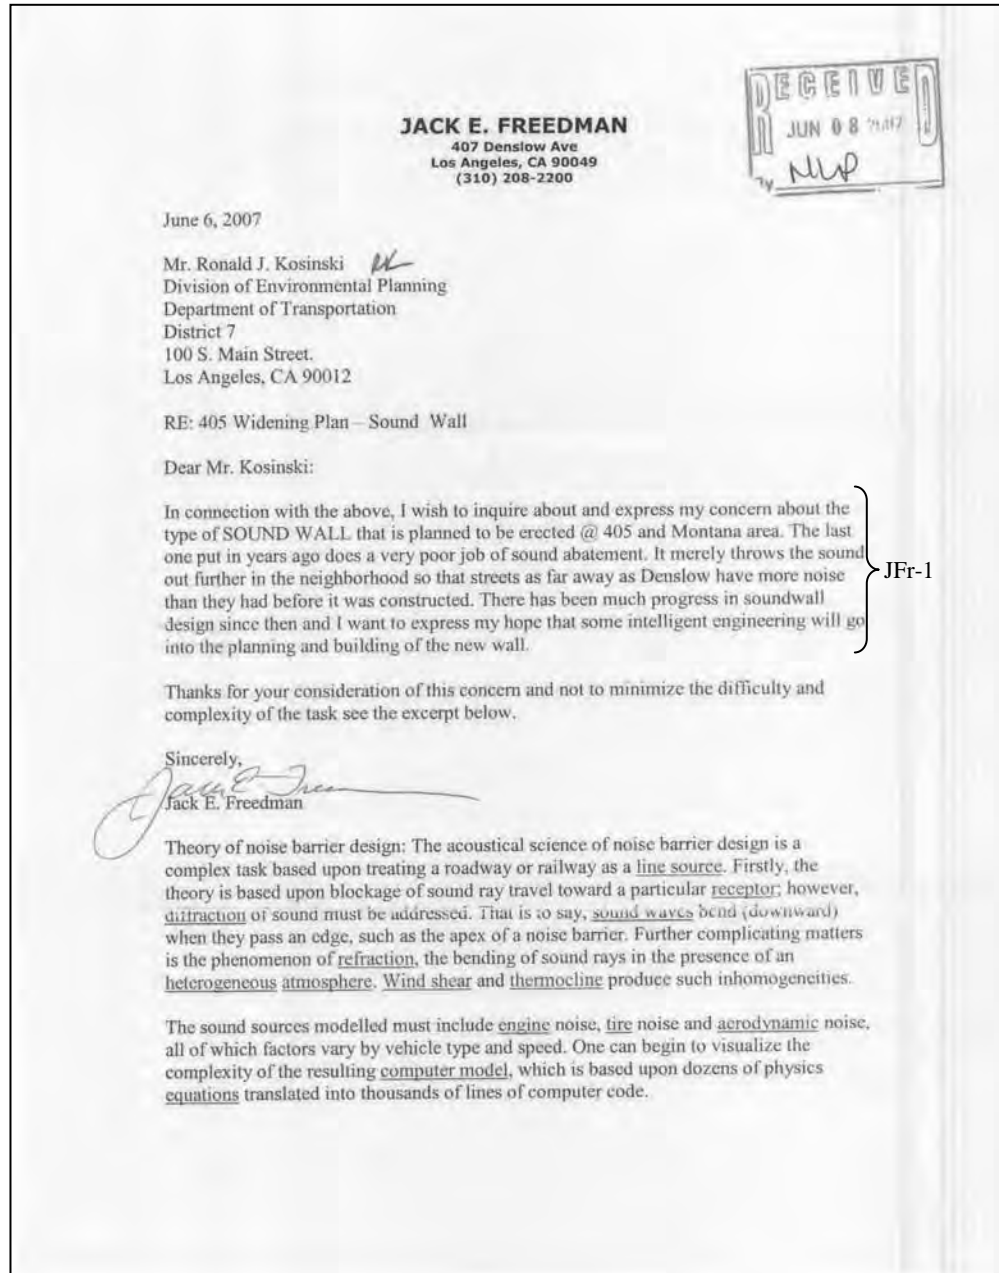 RECEIVED
JUN 08 2007
BY NLP
JACK E. FREEDMAN
407 Denslow Ave
Los Angeles, CA 90049
(310) 208-2200
June 6, 2007
Mr. Ronald J. Kosinski
Division of Environmental Planning
Department of Transportation
District 7
100 S. Main Street.
Los Angeles, CA 90012
RE: 405 Widening Plan – Sound Wall
Dear Mr. Kosinski:
In connection with the above, I wish to inquire about and express my concern about the
type of SOUND WALL that is planned to be erected @ 405 and Montana area. The last
one put in years ago does a very poor job of sound abatement. It merely throws the sound
out further in the neighborhood so that streets as far away as Denslow have more noise
than they had before it was constructed. There has been much progress in soundwall
design since then and I want to express my hope that some intelligent engineering will go
into the planning and building of the new wall.
JFr-1
Thanks for your consideration of this concern and not to minimize the difficulty and
complexity of the task see the excerpt below.
Sincerely,
Jack E. Freedman
Theory of noise barrier design: The acoustical science of noise barrier design is a
complex task based upon treating a roadway or railway as a line source. Firstly, the
theory is based upon blockage of sound ray travel toward a particular receptor; however,
diffraction of sound must be addressed. That is to say, sound waves bend (downward)
when they pass an edge, such as the apex of a noise barrier. Further complicating matters
is the phenomenon of refraction, the bending of sound rays in the presence of an
heterogeneous atmosphere. Wind shear and thermocline produce such inhomogeneities.
The sound sources modelled must include engine noise, tire noise and aerodynamic noise,
all of which factors vary by vehicle type and speed. One can begin to visualize the
complexity of the resulting computer model, which is based upon dozens of physics
equations translated into thousands of lines of computer code.